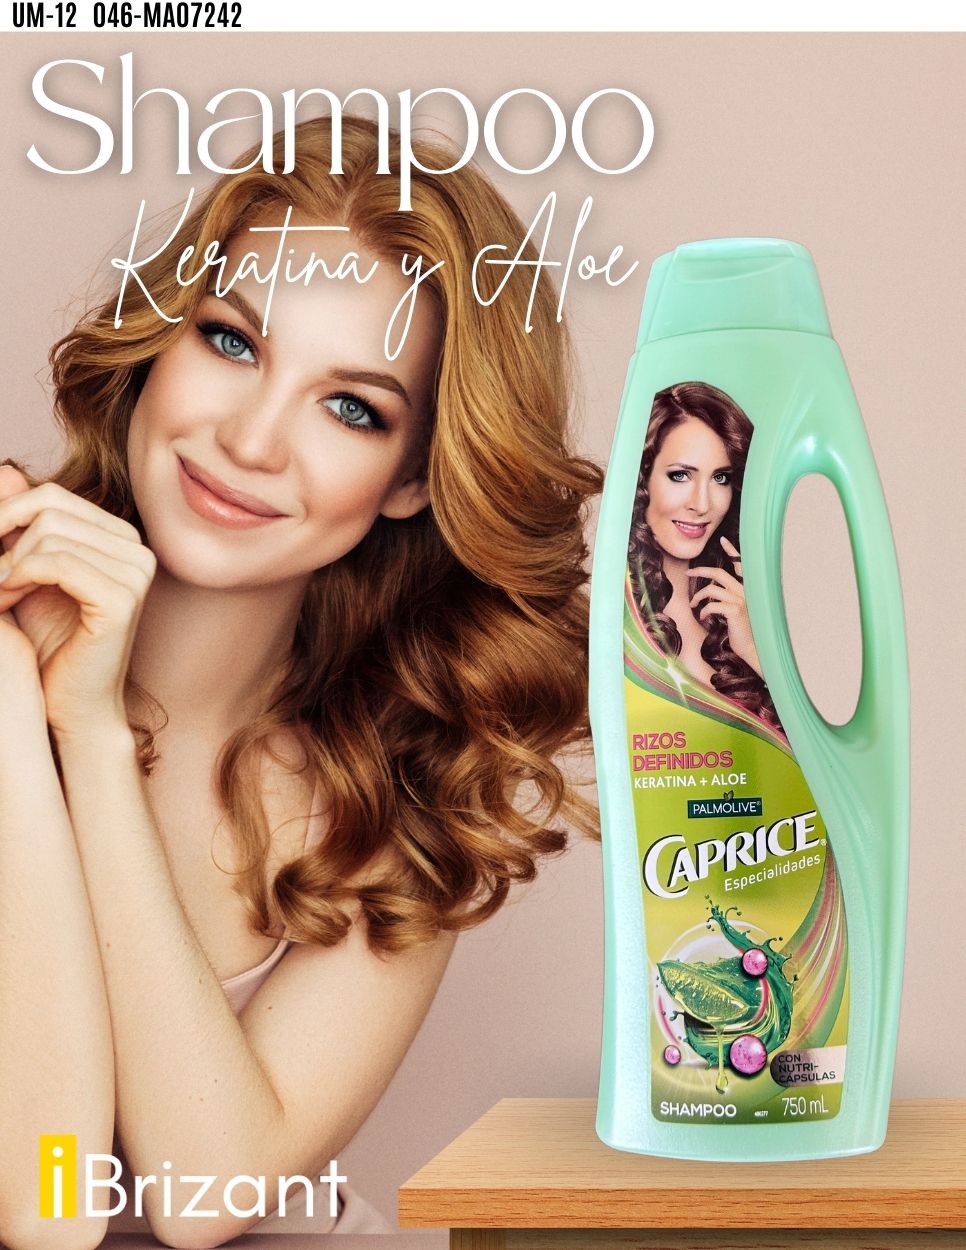 UM-12 046-MA07242
Shampoo
Keratina y Aloe
RIZOS
DEFINIDOS
KERATINA + ALOE
PALMOLIVE®
CAPRICE®
Especialidades
CON
NUTRI-
CÁPSULAS
SHAMPOO 750 mL
iBrizant